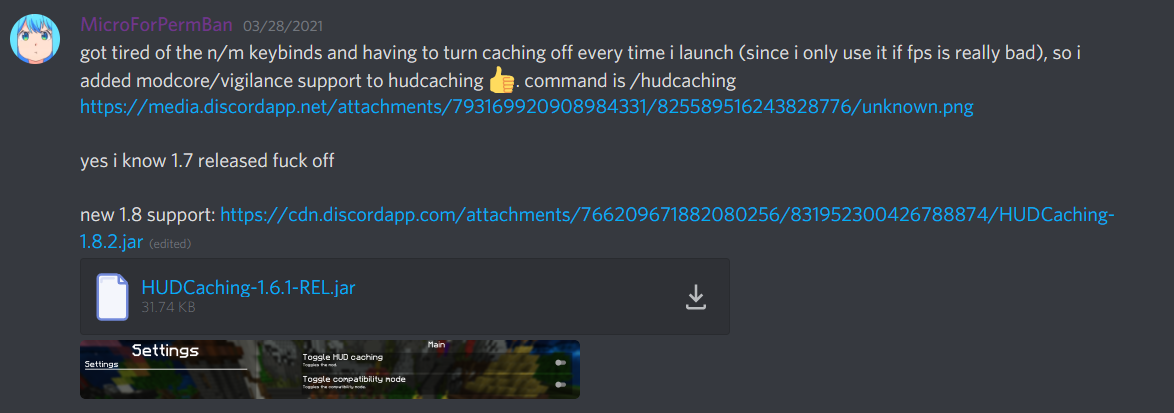 MicroForPermBan 03/28/2021
got tired of the n/m keybinds and having to turn caching off every time i launch (since i only use it if fps is really bad), so i
added modcore/vigilance support to hudcaching 👍. command is /hudcaching
https://media.discordapp.net/attachments/793169920908984331/825589516243828776/unknown.png
yes i know 1.7 released fuck off
new 1.8 support: https://cdn.discordapp.com/attachments/766209671882080256/831952300426788874/HUDCaching-
1.8.2.jar (edited)
HUDCaching-1.6.1-REL.jar
31.74 KB
Settings
Settings
Main
Toggle HUD caching
Toggles the mod.
Toggle compatibility mode
Toggles the compatibility mode.